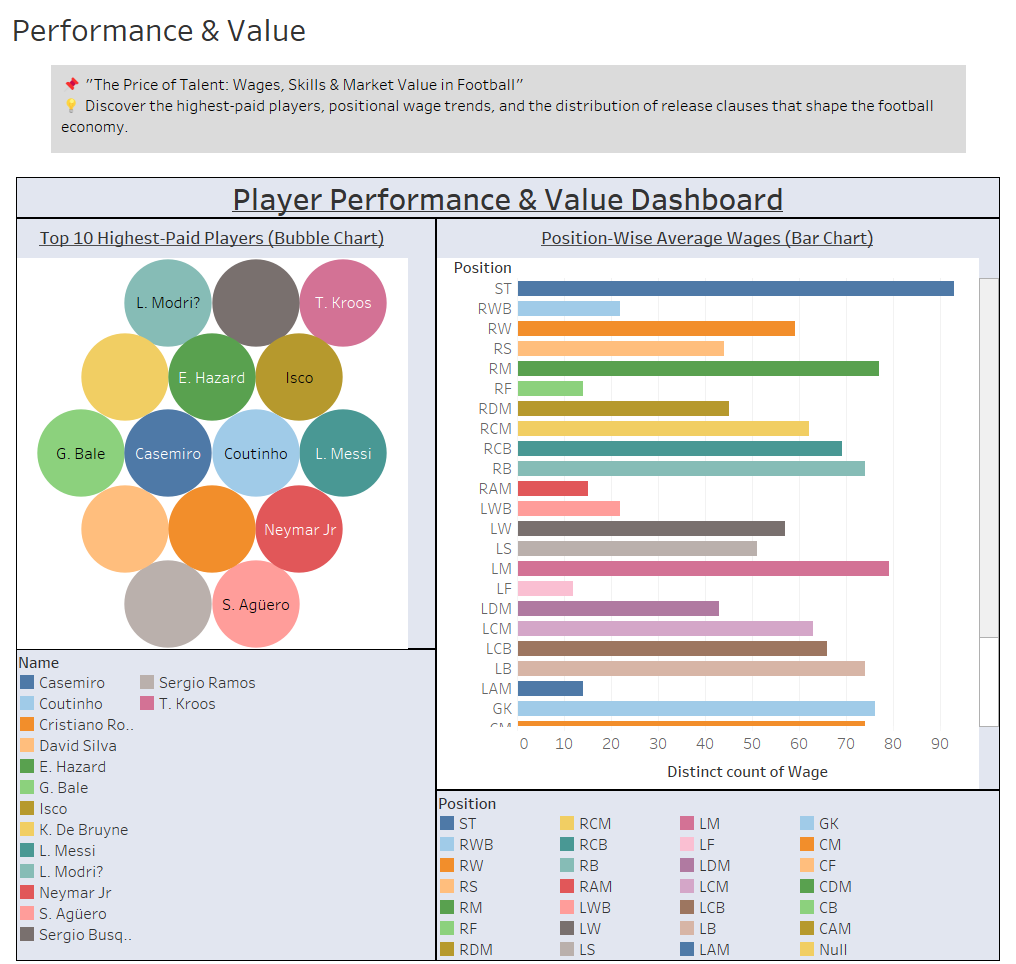 Performance & Value
📌 "The Price of Talent: Wages, Skills & Market Value in Football"
💡 Discover the highest-paid players, positional wage trends, and the distribution of release clauses that shape the football
economy.
Player Performance & Value Dashboard
Top 10 Highest-Paid Players (Bubble Chart)
L. Modri?
T. Kroos
E. Hazard
Isco
G. Bale
Casemiro
Coutinho
L. Messi
Neymar Jr
S. Agüero
Name
Casemiro
Coutinho
Cristiano Ro..
David Silva
E. Hazard
G. Bale
Isco
K. De Bruyne
L. Messi
L. Modri?
Neymar Jr
S. Agüero
Sergio Busq..
Sergio Ramos
T. Kroos
Position-Wise Average Wages (Bar Chart)
Position
ST
RWB
RW
RS
RM
RF
RDM
RCM
RCB
RB
RAM
LWB
LW
LS
LM
LF
LDM
LCM
LCB
LB
LAM
GK
CM
0 10 20 30 40 50 60 70 80 90
Distinct count of Wage
Position
ST
RWB
RW
RS
RM
RF
RDM
RCM
RCB
RB
RAM
LWB
LW
LS
LM
LF
LDM
LCM
LCB
LB
LAM
GK
CM
CF
CDM
CB
CAM
Null